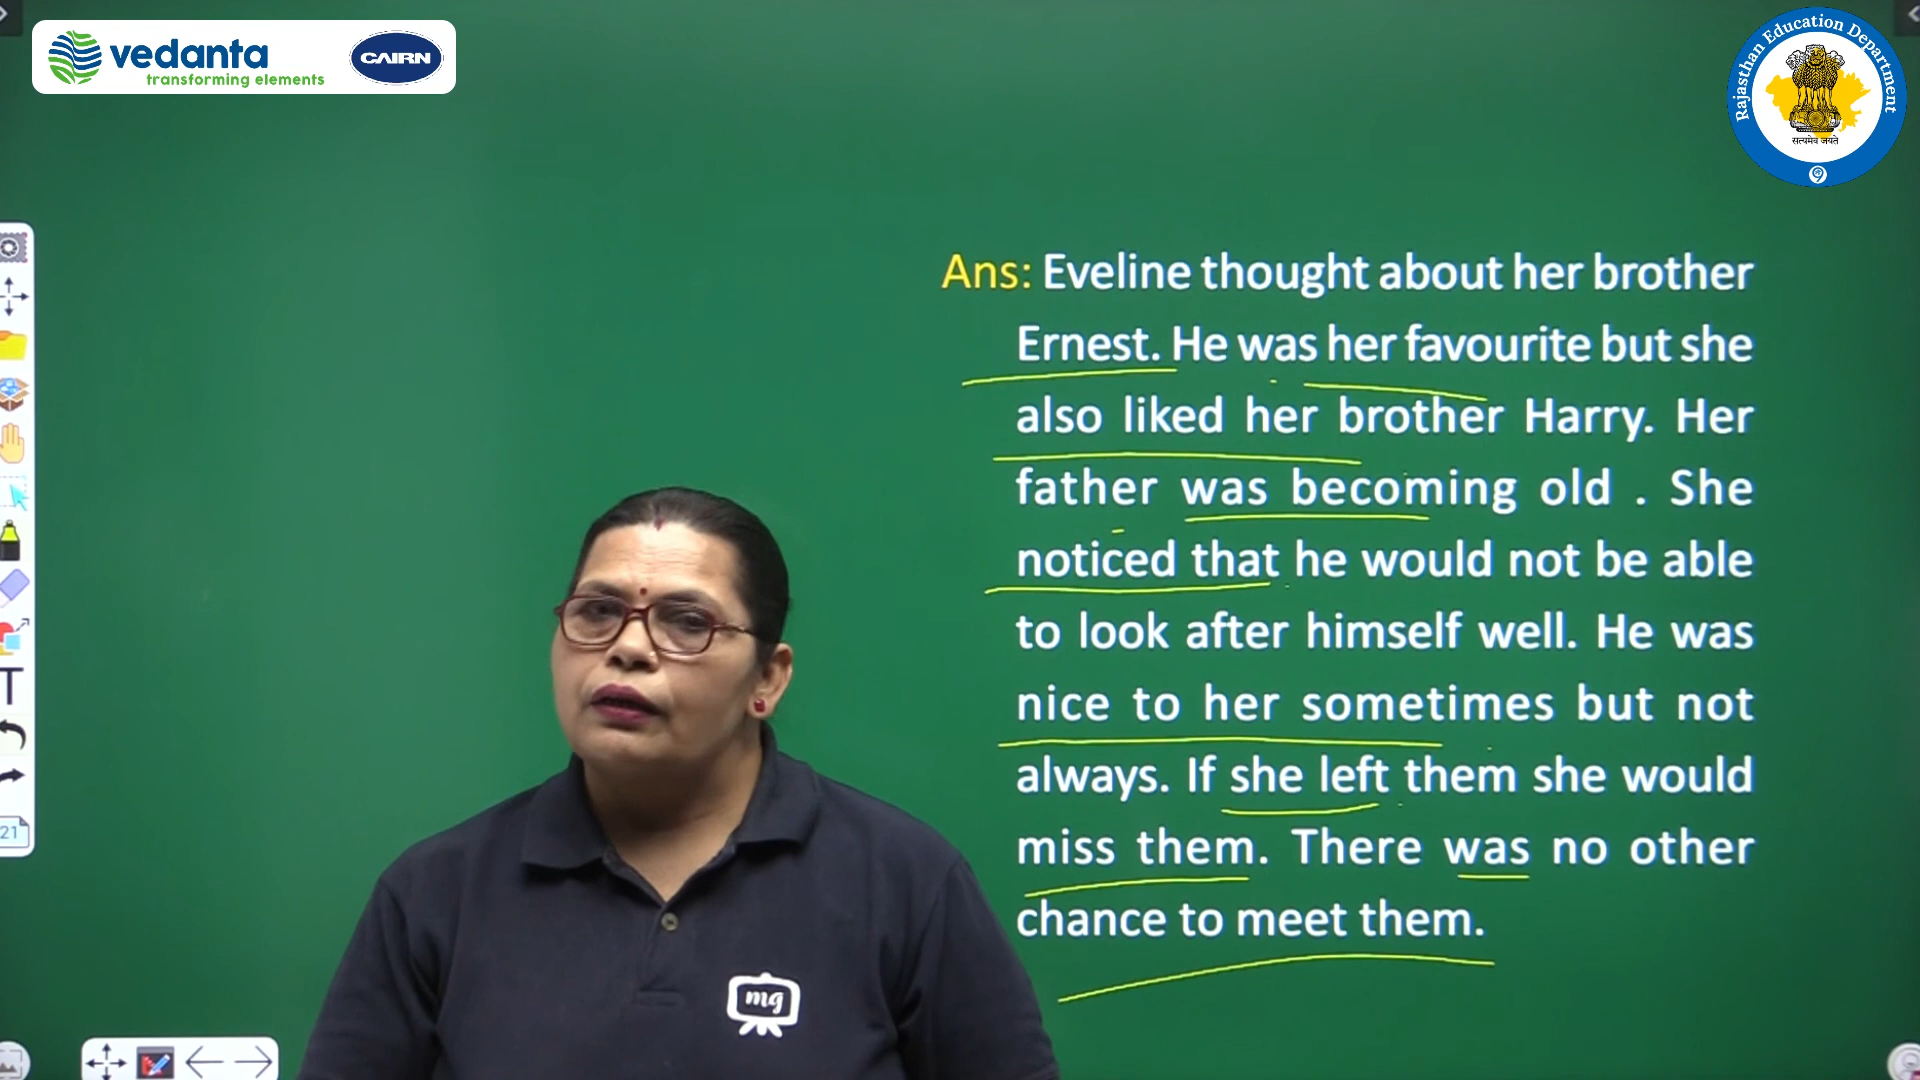 vedanta
transforming elements
CAIRN
Rajasthan Education Department
सत्यमेव जयते
Ans: Eveline thought about her brother
Ernest. He was her favourite but she
also liked her brother Harry. Her
father was becoming old . She
noticed that he would not be able
to look after himself well. He was
nice to her sometimes but not
always. If she left them she would
miss them. There was no other
chance to meet them.
mg
T
21